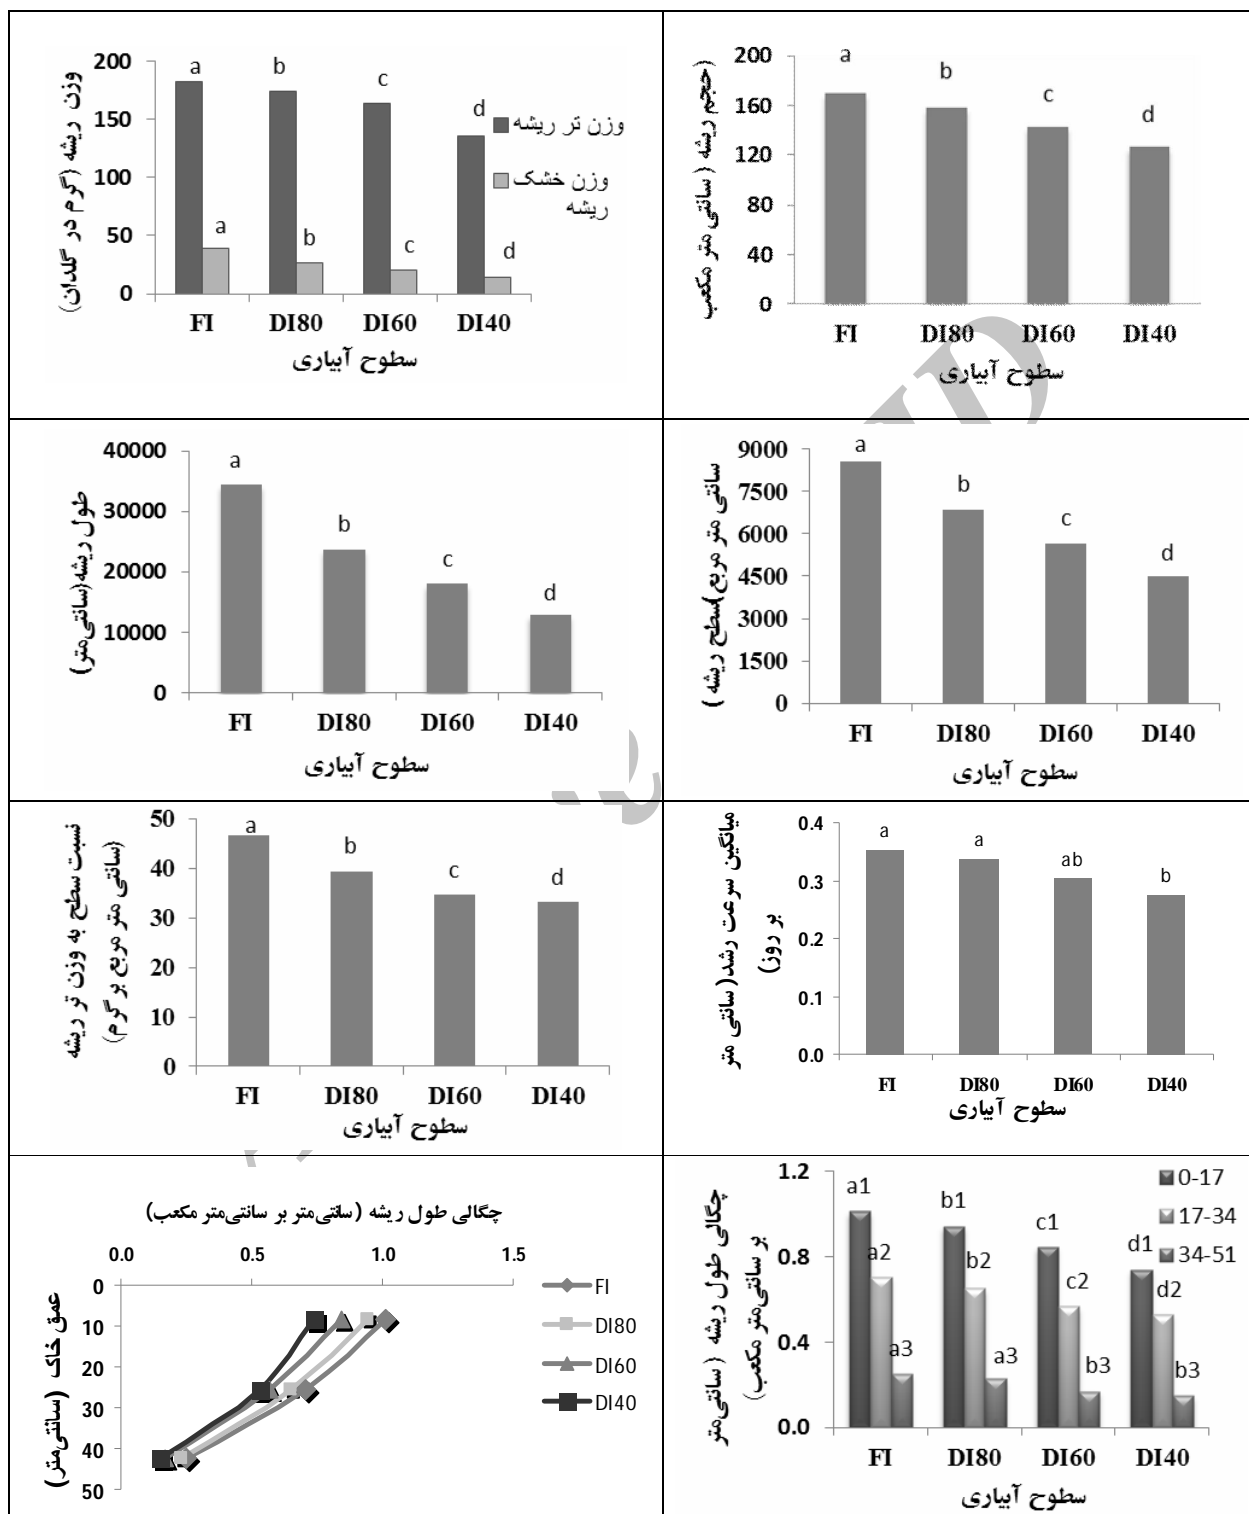 وزن ریشه (گرم در گلدان)
200
150
100
50
0
a
b
c
d
a
b
c
d
وزن تر ریشه
وزن خشک
ریشه
FI DI80 DI60 DI40
سطوح آبیاری
حجم ریشه (سانتی متر مکعب
200
160
120
80
40
0
a
b
c
d
FI DI80 DI60 DI40
سطوح آبیاری
طول ریشه(سانتی‌متر)
40000
30000
20000
10000
0
a
b
c
d
FI DI80 DI60 DI40
سطوح آبیاری
سانتی متر مربع)سطح ریشه )
9000
7500
6000
4500
3000
1500
0
a
b
c
d
FI DI80 DI60 DI40
سطوح آبیاری
نسبت سطح به وزن تر ریشه
(سانتی متر مربع بر گرم)
50
40
30
20
10
0
a
b
c
d
FI DI80 DI60 DI40
سطوح آبیاری
میانگین سرعت رشد(سانتی متر
بر روز)
0.4
0.3
0.2
0.1
0.0
a
a
ab
b
FI DI80 DI60 DI40
سطوح آبیاری
چگالی طول ریشه (سانتی‌متر بر سانتی‌متر مکعب)
0.0 0.5 1.0 1.5
عمق خاک (سانتی‌متر)
0
10
20
30
40
50
FI
DI80
DI60
DI40
چگالی طول ریشه (سانتی‌متر
بر سانتی‌متر مکعب)
1.2
0.8
0.4
0.0
a1
a2
a3
b1
b2
a3
c1
c2
b3
d1
d2
b3
0-17
17-34
34-51
FI DI80 DI60 DI40
سطوح آبیاری